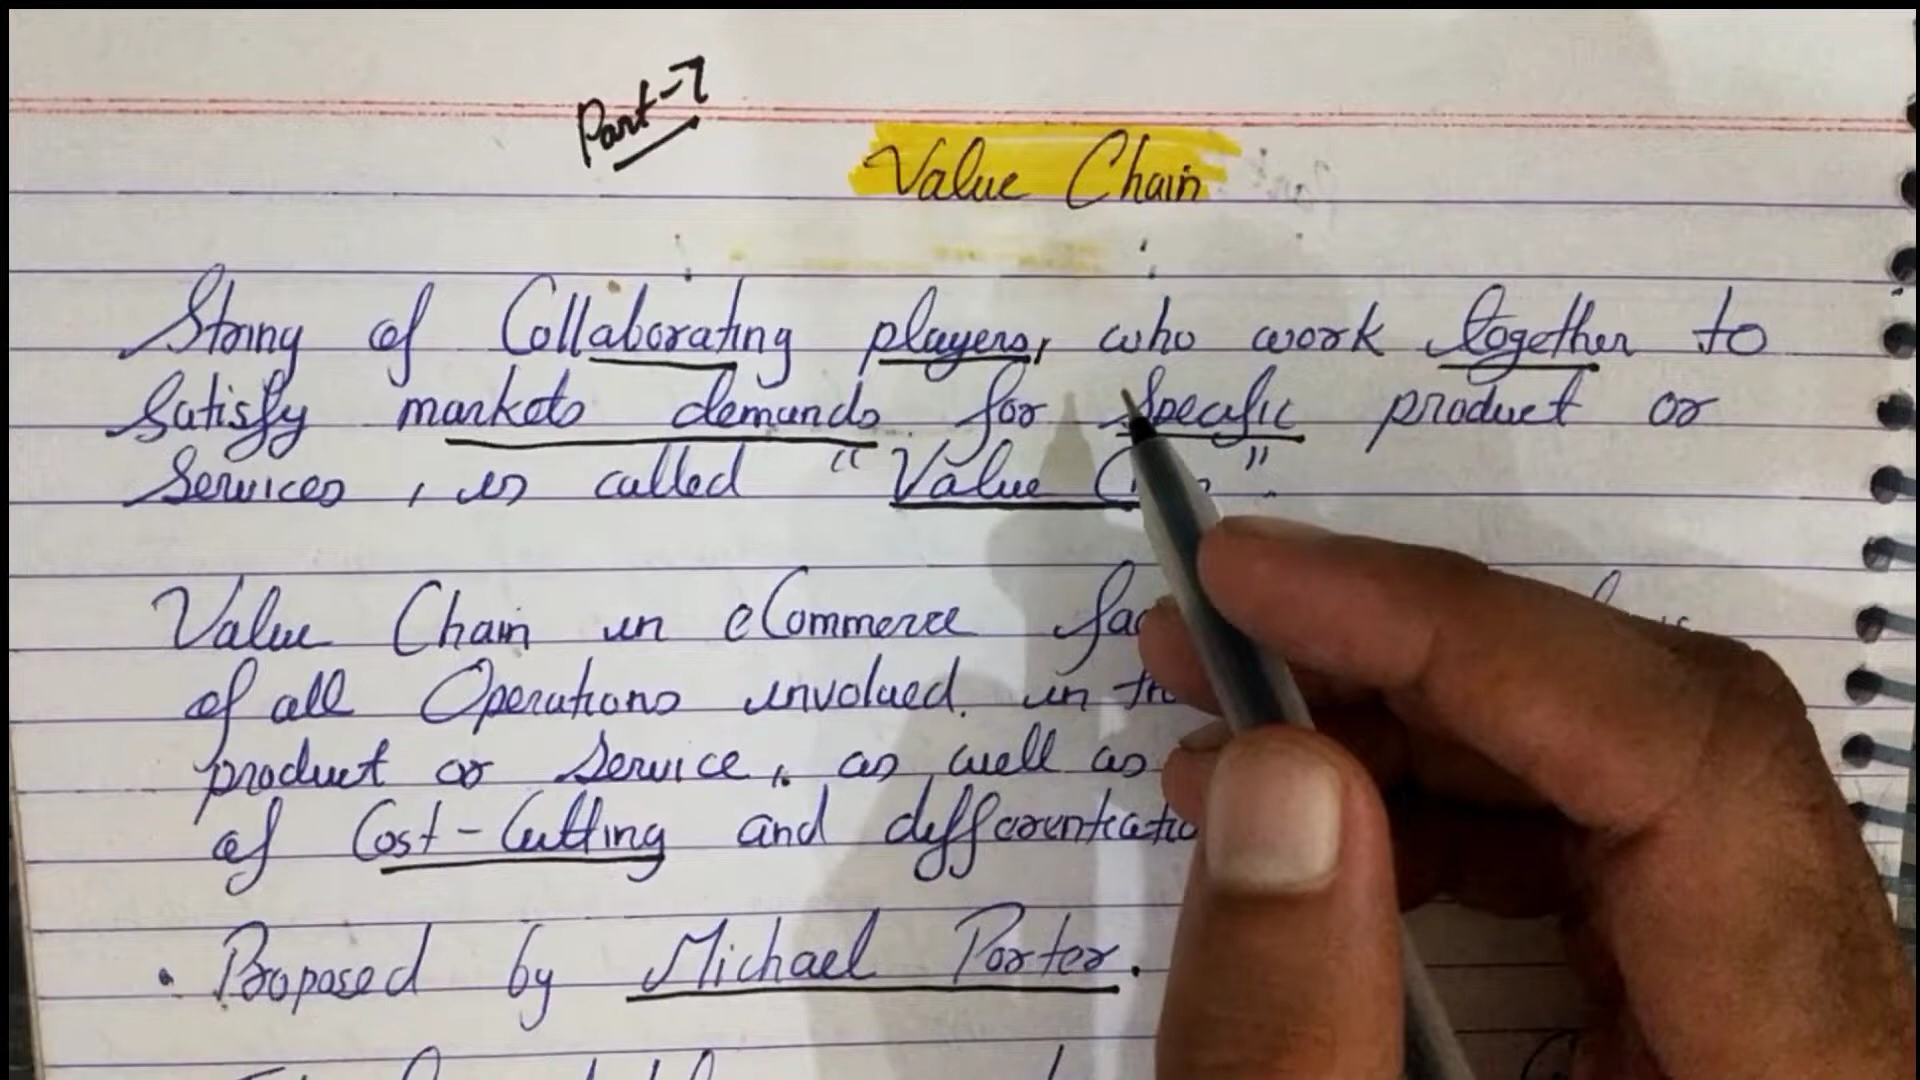 Part-7
Value Chain
String of Collaborating players, who work together to
Satisfy markets demands for Specific product or
Services, is called "Value
Value Chain in eCommerce
of all Operations involved. in
product or Service, as well as
of Cost-Cutting and
• Proposed by Michael Porter.